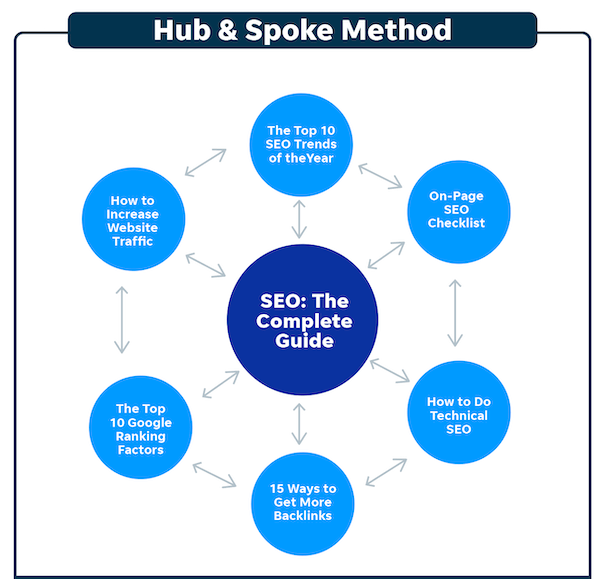 Hub & Spoke Method
The Top 10
SEO Trends
of theYear
How to
Increase
Website
Traffic
On-Page
SEO
Checklist
SEO: The
Complete
Guide
The Top
10 Google
Ranking
Factors
How to Do
Technical
SEO
15 Ways to
Get More
Backlinks